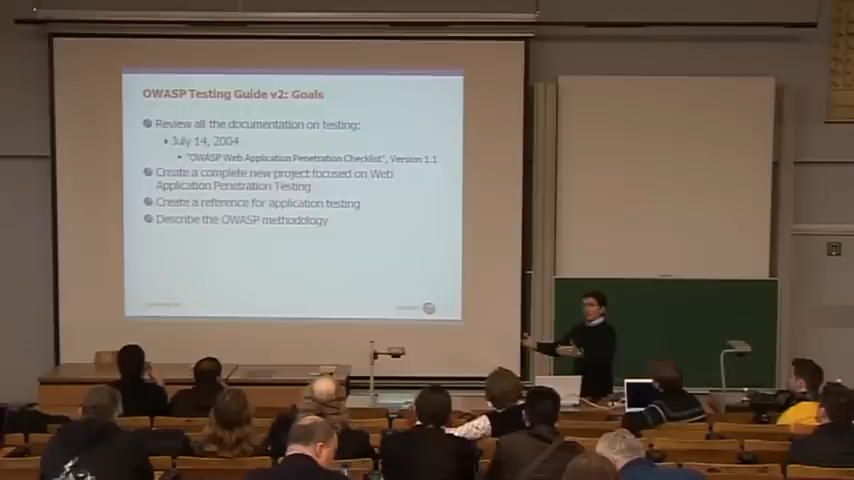 OWASP Testing Guide v2: Goals
Review all the documentation on testing:
July 14, 2004
"OWASP Web Application Penetration Checklist", Version 1.1
Create a complete new project focused on Web
Application Penetration Testing
Create a reference for application testing
Describe the OWASP methodology